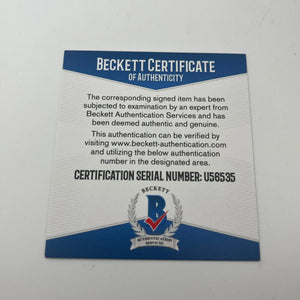 BECKETT CERTIFICATE
OF AUTHENTICITY
The corresponding signed item has been
subjected to examination by an expert from
Beckett Authentication Services and has
been deemed authentic and genuine.
This authentication can be verified by
visiting www.beckett-authentication.com
and utilizing the below authentication
number in the designated area.
CERTIFICATION SERIAL NUMBER: U56535
BECKETT
B
AUTHENTICATION
SERVICES